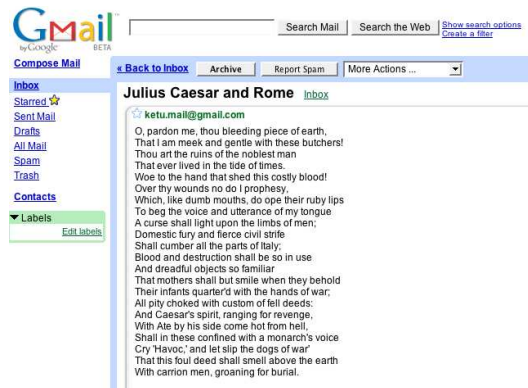 Gmail™
by Google BETA
Search Mail Search the Web Show search options
Create a filter
Compose Mail
« Back to Inbox Archive Report Spam More Actions ...
Inbox
Starred
Sent Mail
Drafts
All Mail
Spam
Trash
Contacts
Labels
Edit labels
Julius Caesar and Rome Inbox
ketu.mail@gmail.com
O, pardon me, thou bleeding piece of earth,
That I am meek and gentle with these butchers!
Thou art the ruins of the noblest man
That ever lived in the tide of times.
Woe to the hand that shed this costly blood!
Over thy wounds no do I prophesy,
Which, like dumb mouths, do ope their ruby lips
To beg the voice and utterance of my tongue
A curse shall light upon the limbs of men;
Domestic fury and fierce civil strife
Shall cumber all the parts of Italy;
Blood and destruction shall be so in use
And dreadful objects so familiar
That mothers shall but smile when they behold
Their infants quarter'd with the hands of war;
All pity choked with custom of fell deeds:
And Caesar's spirit, ranging for revenge,
With Ate by his side come hot from hell,
Shall in these confined with a monarch's voice
Cry 'Havoc,' and let slip the dogs of war'
That this foul deed shall smell above the earth
With carrion men, groaning for burial.